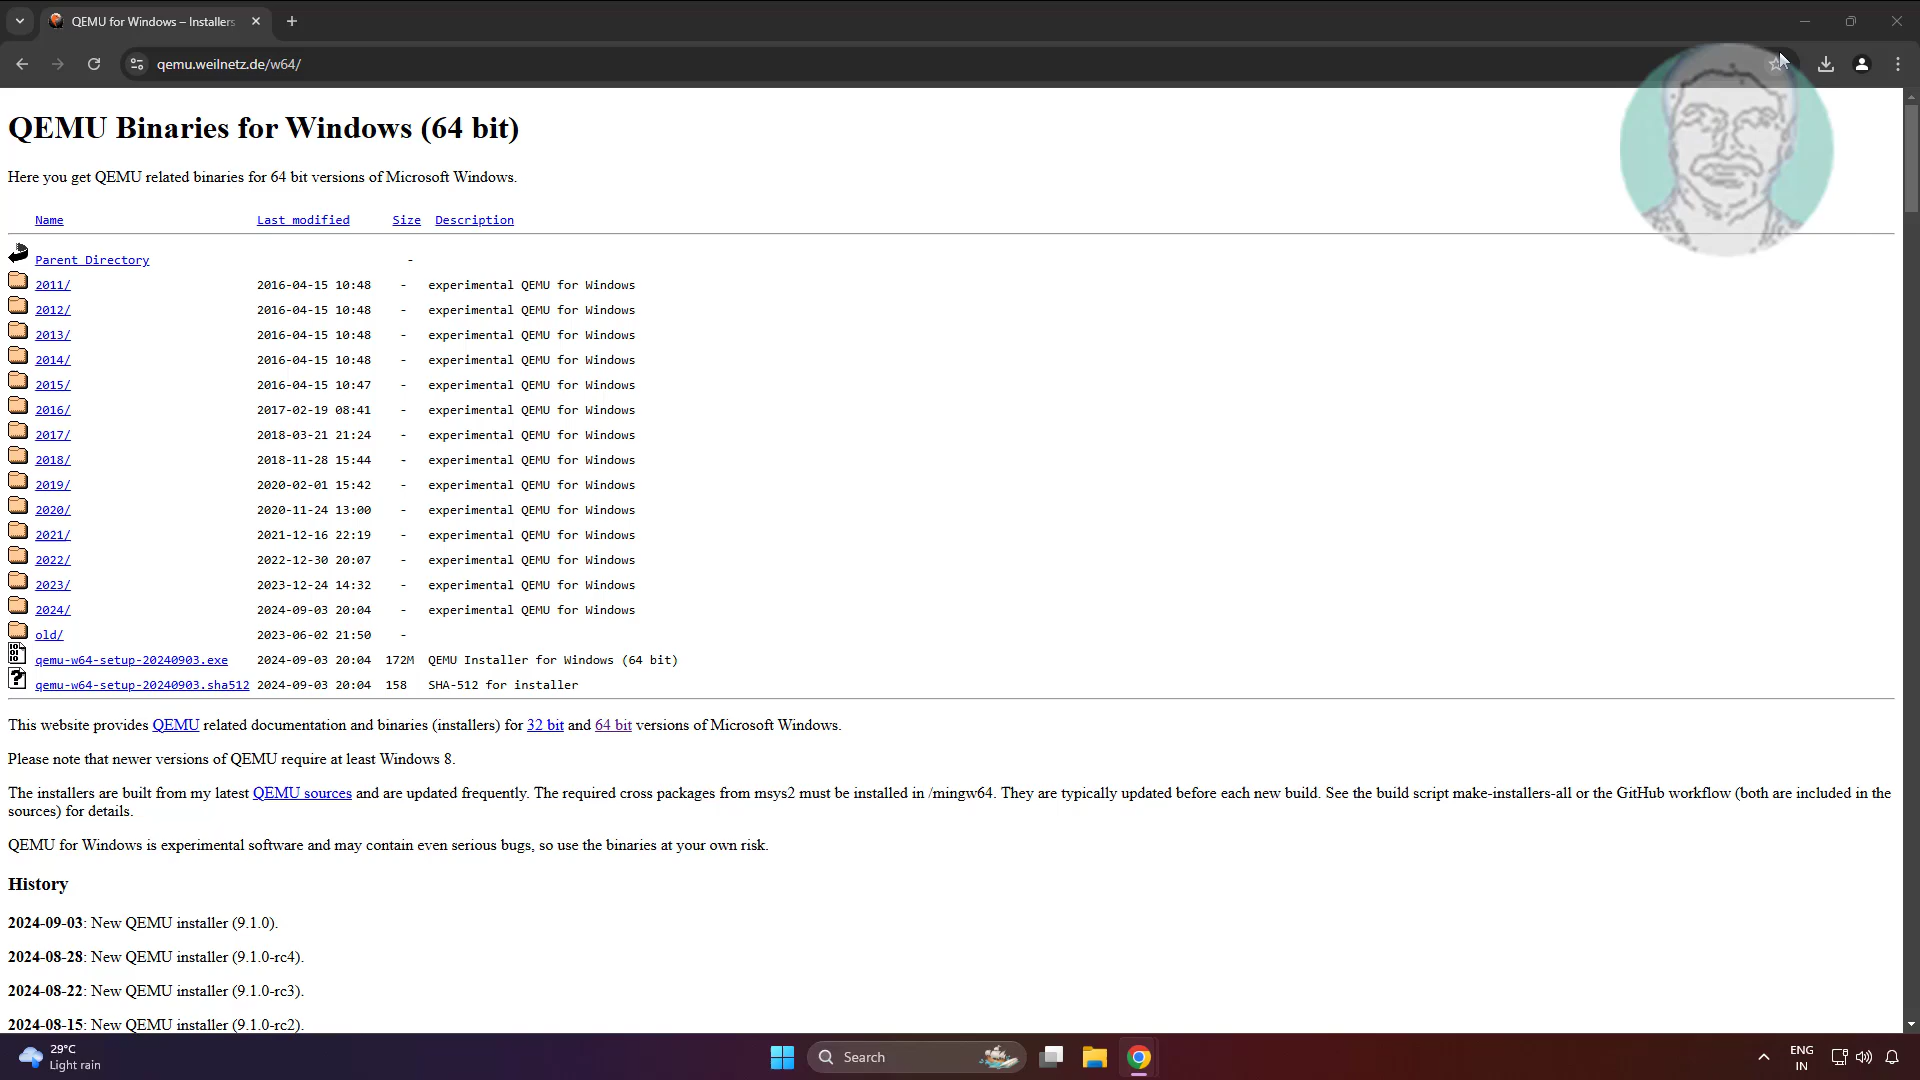 QEMU for Windows – Installers
qemu.weilnetz.de/w64/
QEMU Binaries for Windows (64 bit)
Here you get QEMU related binaries for 64 bit versions of Microsoft Windows.
Name Last modified Size Description
Parent Directory -
2011/ 2016-04-15 10:48 - experimental QEMU for Windows
2012/ 2016-04-15 10:48 - experimental QEMU for Windows
2013/ 2016-04-15 10:48 - experimental QEMU for Windows
2014/ 2016-04-15 10:48 - experimental QEMU for Windows
2015/ 2016-04-15 10:47 - experimental QEMU for Windows
2016/ 2017-02-19 08:41 - experimental QEMU for Windows
2017/ 2018-03-21 21:24 - experimental QEMU for Windows
2018/ 2018-11-28 15:44 - experimental QEMU for Windows
2019/ 2020-02-01 15:42 - experimental QEMU for Windows
2020/ 2020-11-24 13:00 - experimental QEMU for Windows
2021/ 2021-12-16 22:19 - experimental QEMU for Windows
2022/ 2022-12-30 20:07 - experimental QEMU for Windows
2023/ 2023-12-24 14:32 - experimental QEMU for Windows
2024/ 2024-09-03 20:04 - experimental QEMU for Windows
old/ 2023-06-02 21:50 -
qemu-w64-setup-20240903.exe 2024-09-03 20:04 172M QEMU Installer for Windows (64 bit)
qemu-w64-setup-20240903.sha512 2024-09-03 20:04 158 SHA-512 for installer
This website provides QEMU related documentation and binaries (installers) for 32 bit and 64 bit versions of Microsoft Windows.
Please note that newer versions of QEMU require at least Windows 8.
The installers are built from my latest QEMU sources and are updated frequently. The required cross packages from msys2 must be installed in /mingw64. They are typically updated before each new build. See the build script make-installers-all or the GitHub workflow (both are included in the
sources) for details.
QEMU for Windows is experimental software and may contain even serious bugs, so use the binaries at your own risk.
History
2024-09-03: New QEMU installer (9.1.0).
2024-08-28: New QEMU installer (9.1.0-rc4).
2024-08-22: New QEMU installer (9.1.0-rc3).
2024-08-15: New QEMU installer (9.1.0-rc2).
29°C
Light rain
Search
ENG
IN